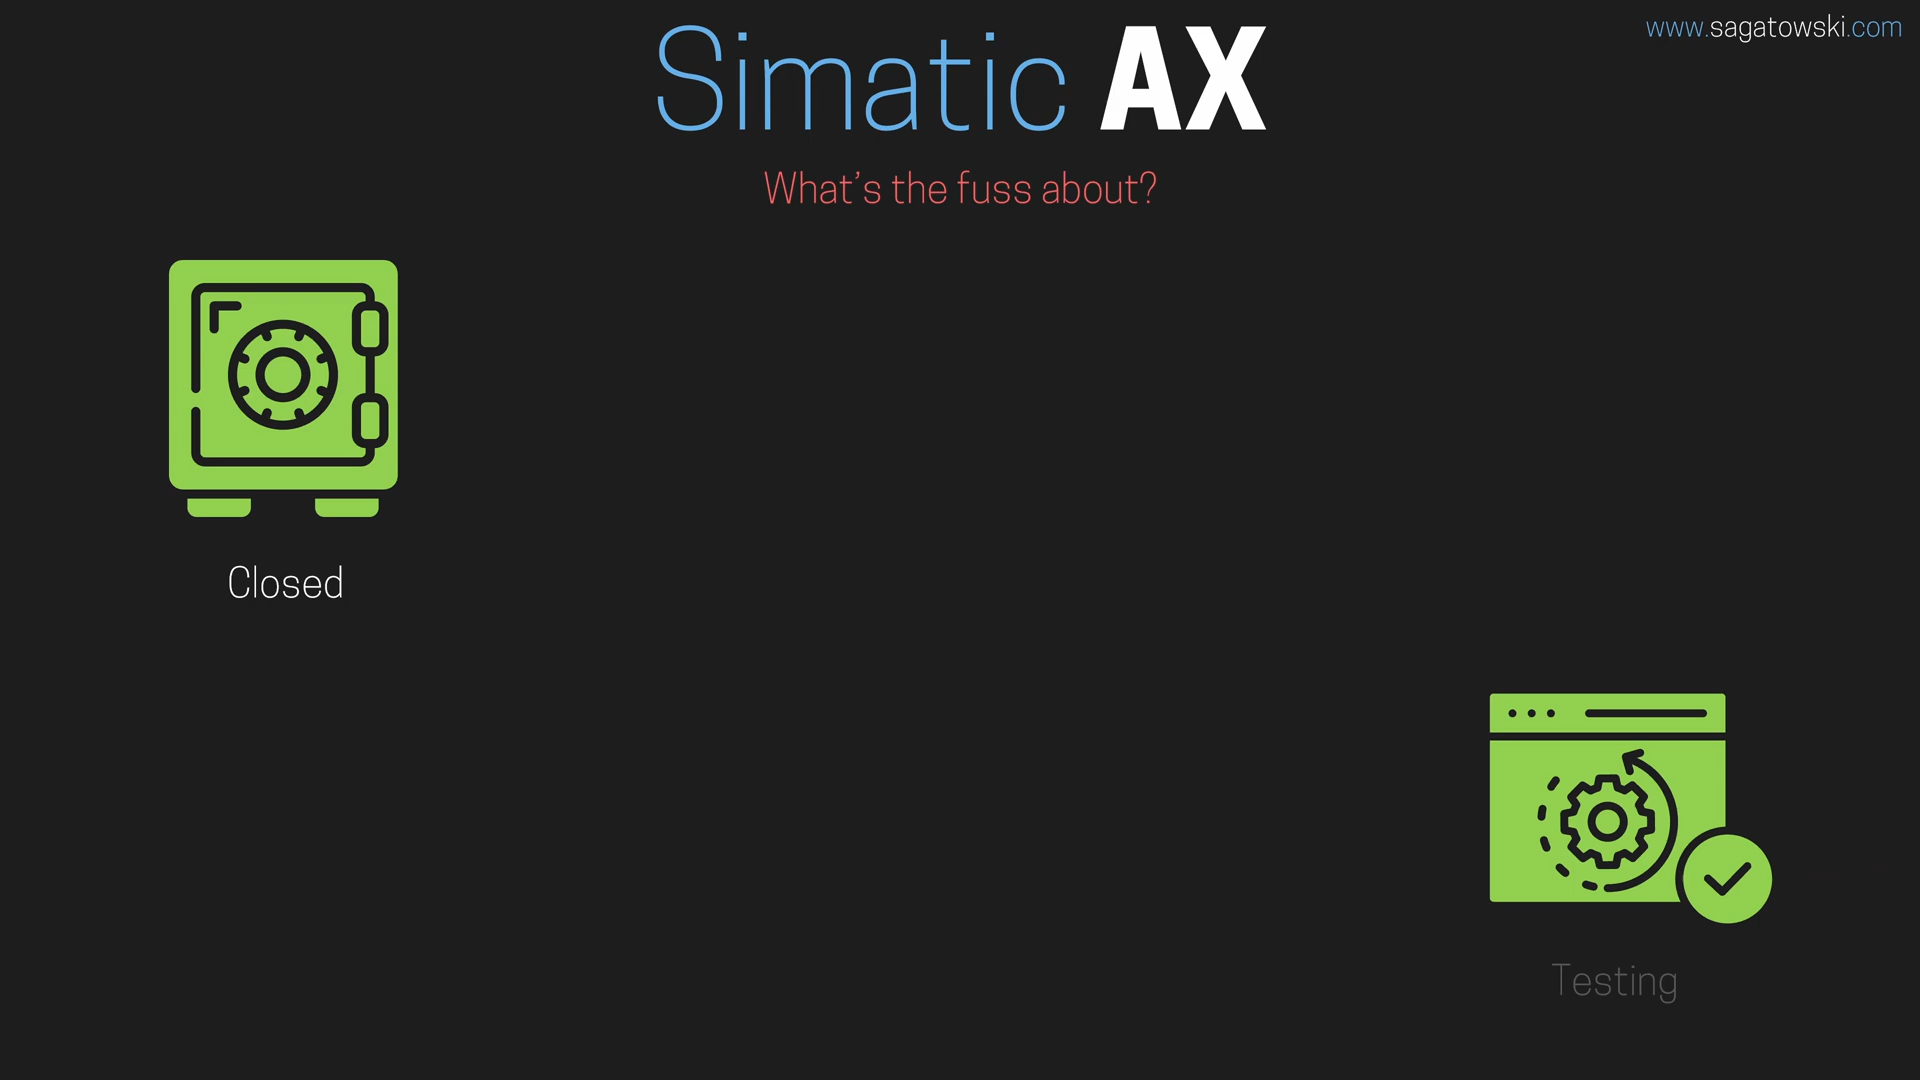 Simatic AX
www.sagatowski.com
What's the fuss about?
Closed
Testing